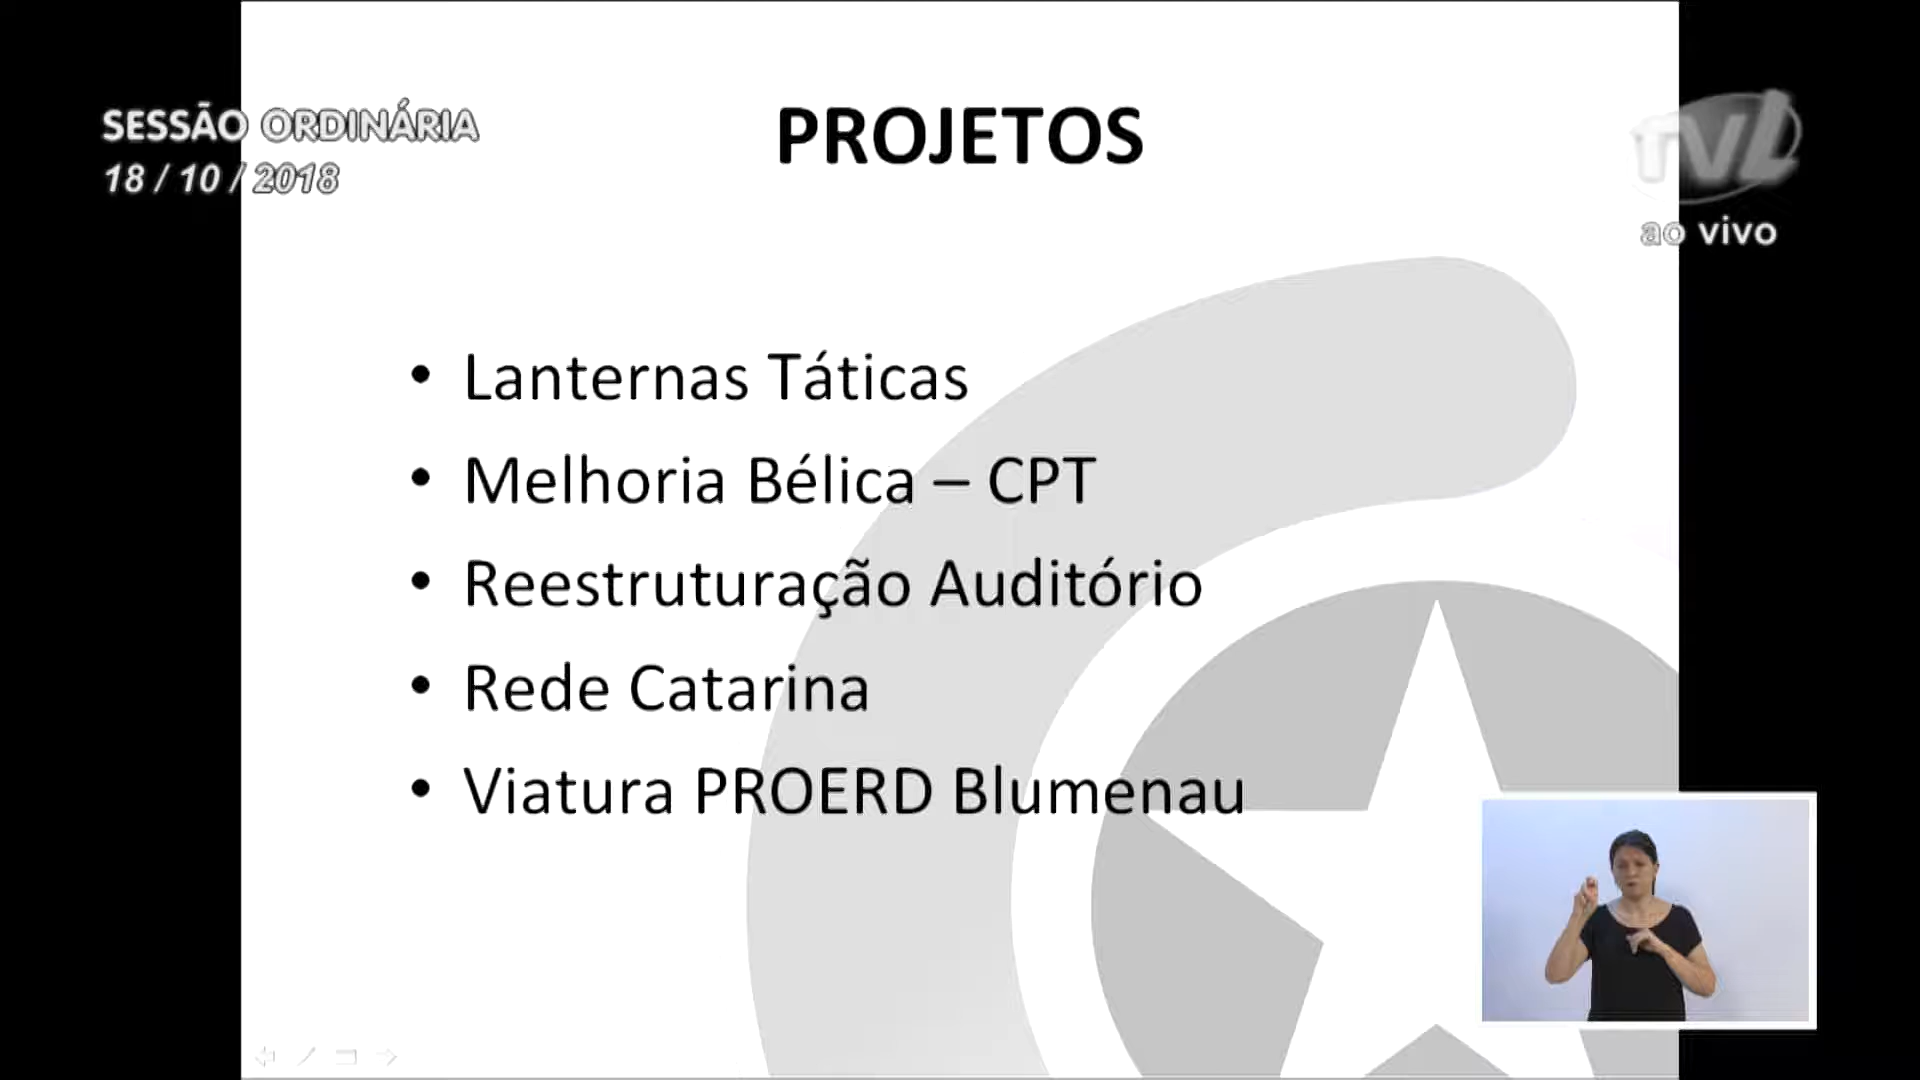 SESSÃO ORDINÁRIA
18 / 10 / 2018
PROJETOS
TVL
ao vivo
• Lanternas Táticas
• Melhoria Bélica – CPT
• Reestruturação Auditório
• Rede Catarina
• Viatura PROERD Blumenau